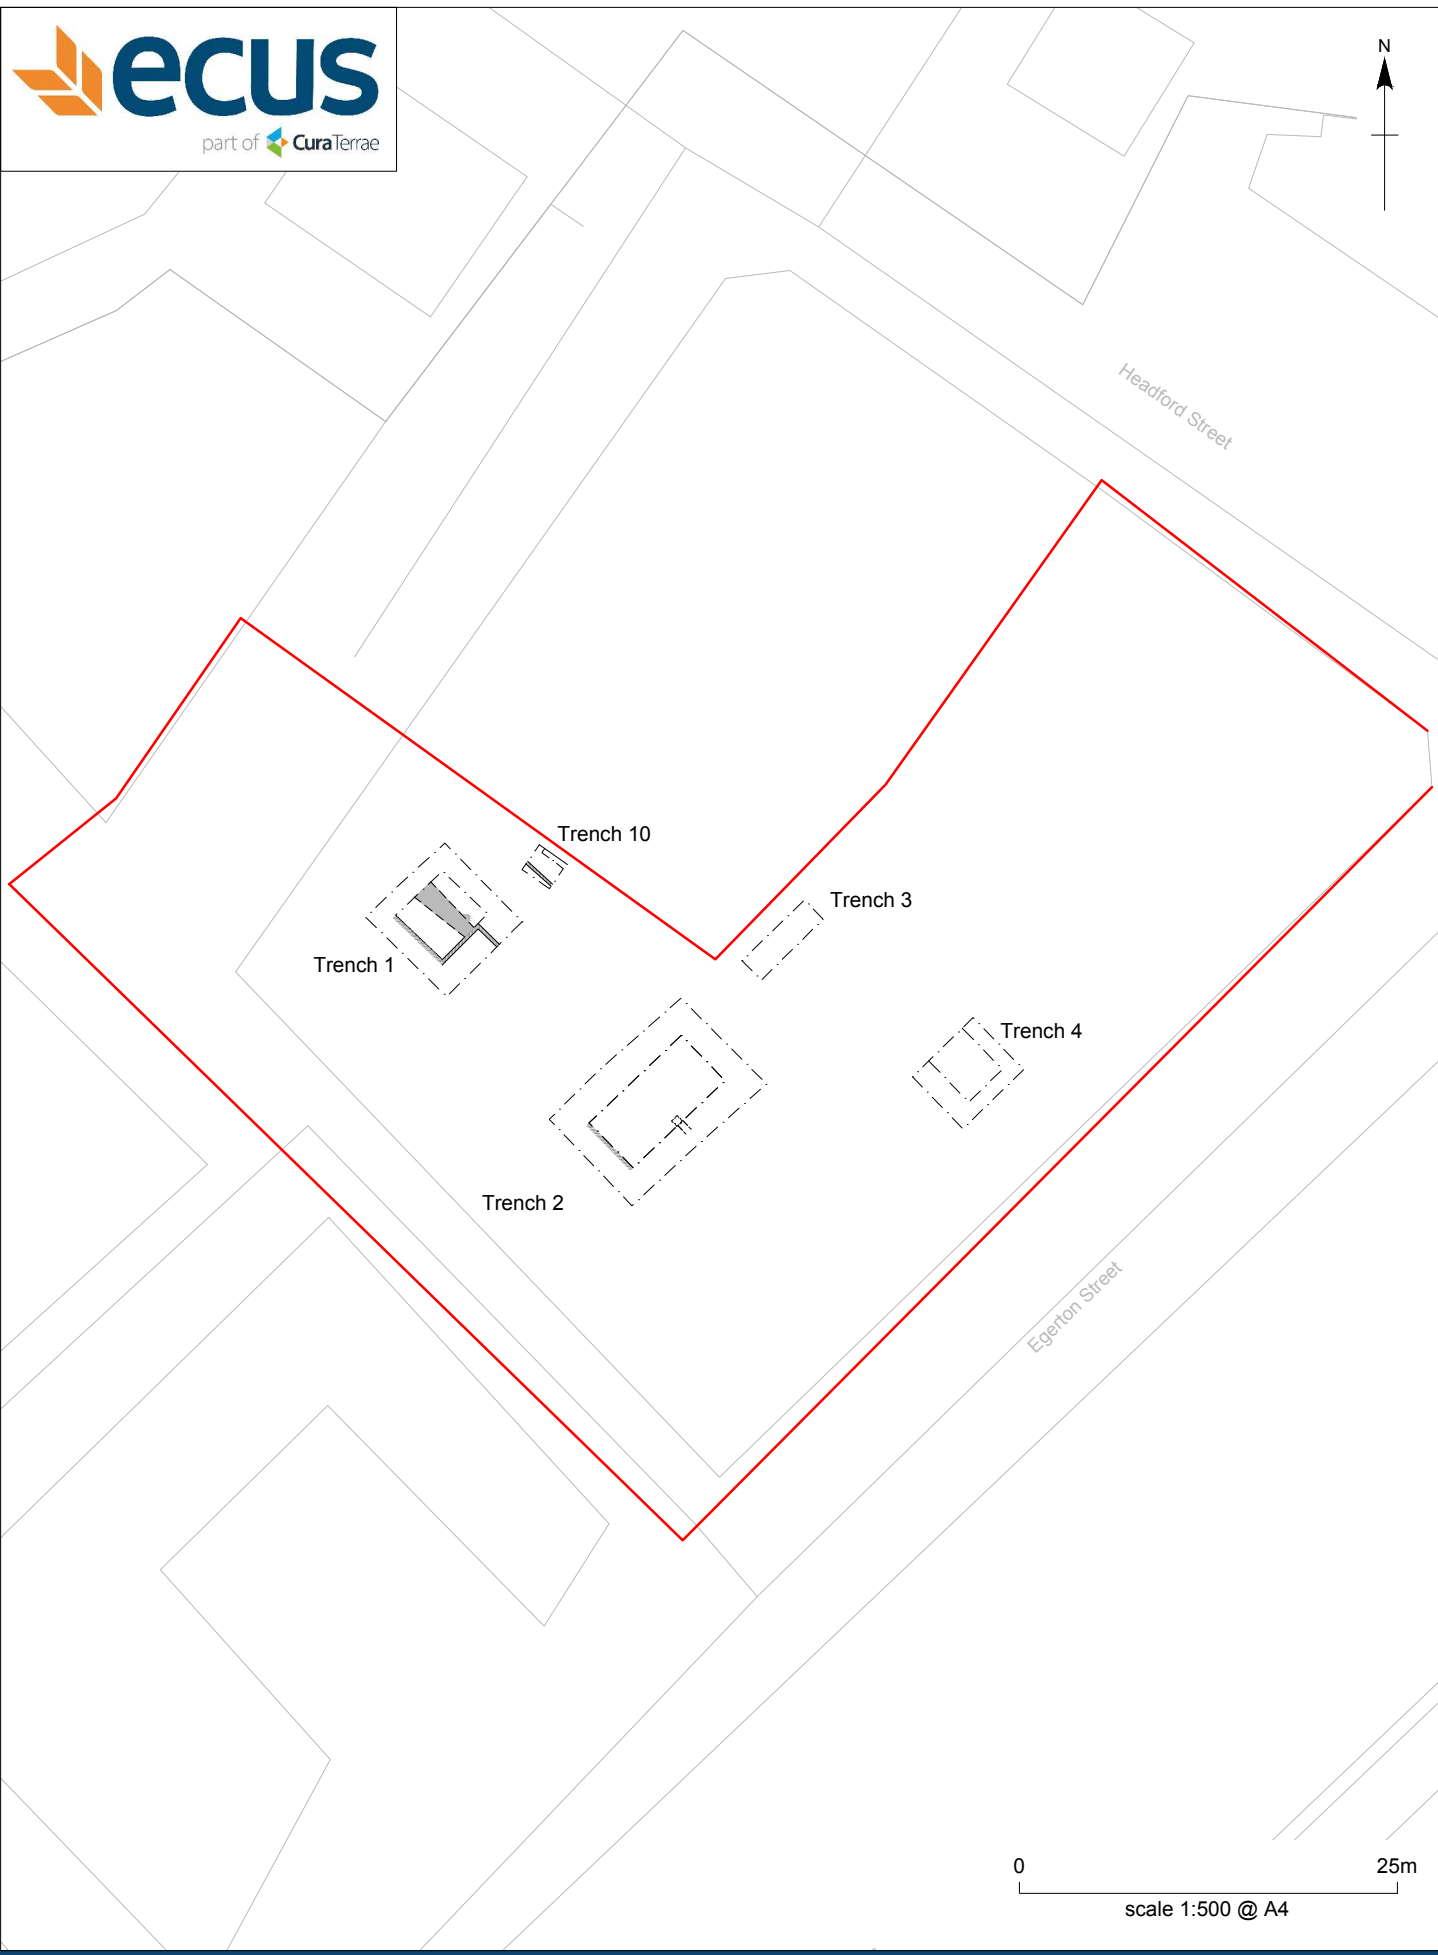 ecus
part of CuraTerrae
N
Headford Street
Trench 10
Trench 3
Trench 1
Trench 4
Trench 2
Egerton Street
0 25m
scale 1:500 @ A4